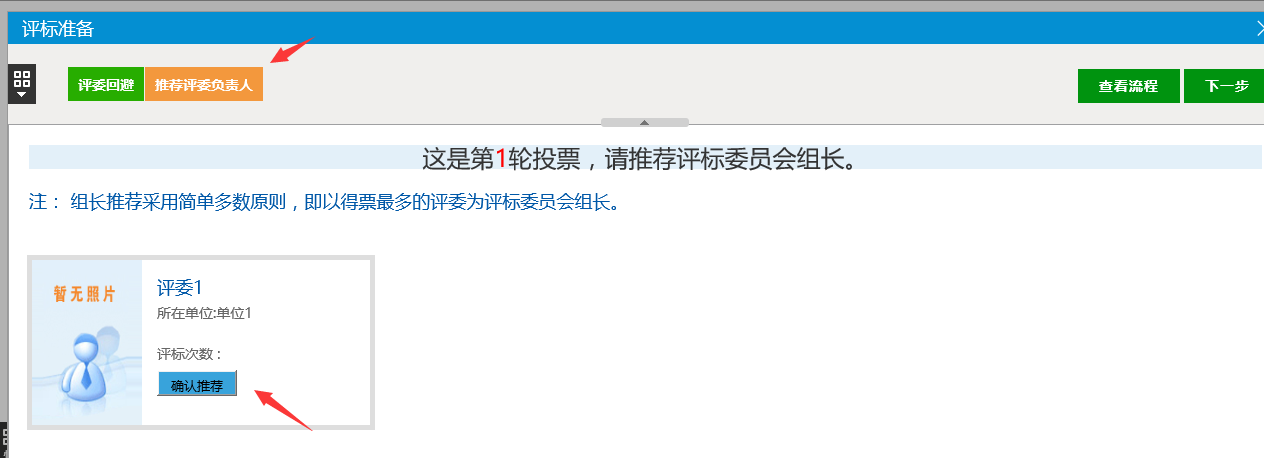 评标准备
评委回避 推荐评委负责人 查看流程 下一步
这是第1轮投票，请推荐评标委员会组长。
注： 组长推荐采用简单多数原则，即以得票最多的评委为评标委员会组长。
暂无照片
评委1
所在单位:单位1
评标次数：
确认推荐